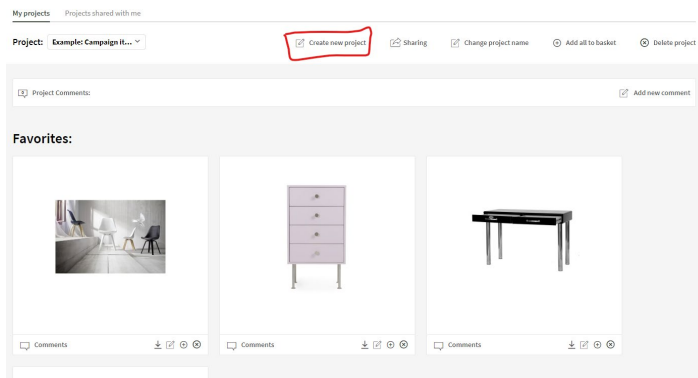 My projects Projects shared with me
Project: Example: Campaign it... Create new project Sharing Change project name Add all to basket Delete project
Project Comments: Add new comment
Favorites:
Comments Comments Comments